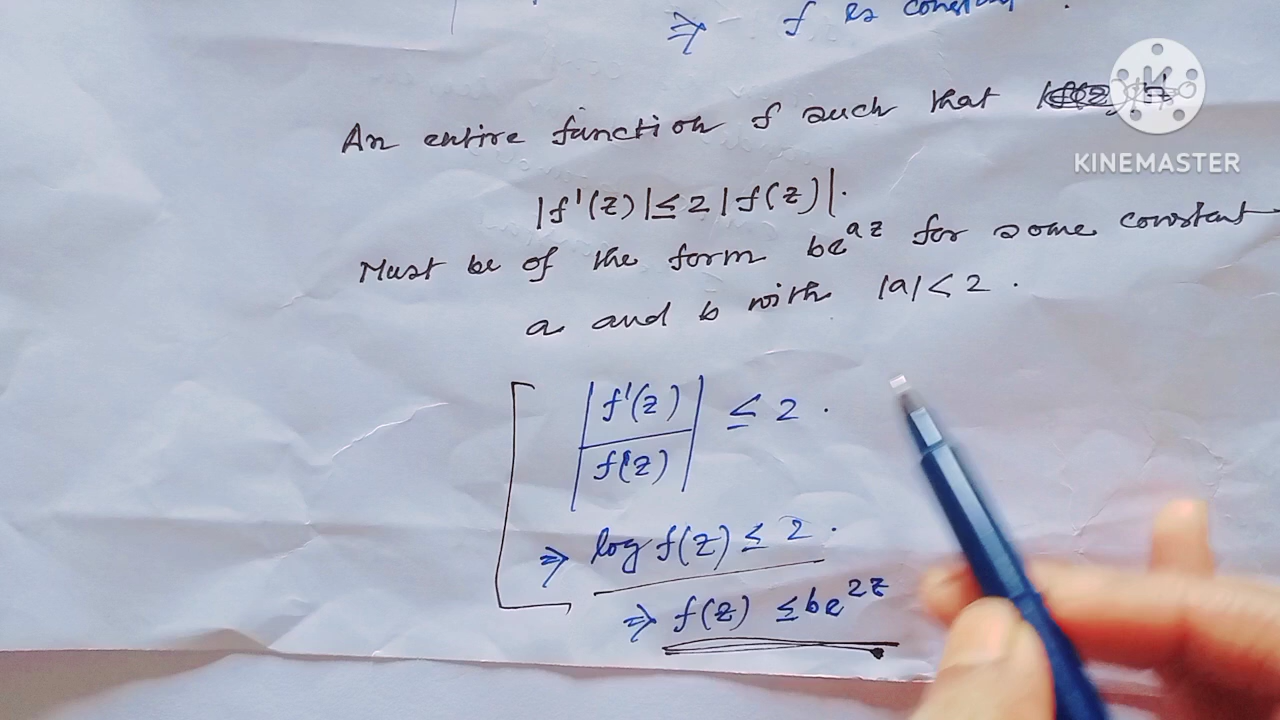 ⇒ f is constant.
An entire function f such that
KINEMASTER
|f'(z)| ≤ 2 |f(z)|.
Must be of the form be^{az} for some constant
a and b with |a| < 2.
|f'(z)/f(z)| ≤ 2.
⇒ log f(z) ≤ 2.
⇒ f(z) ≤ be^{2z}